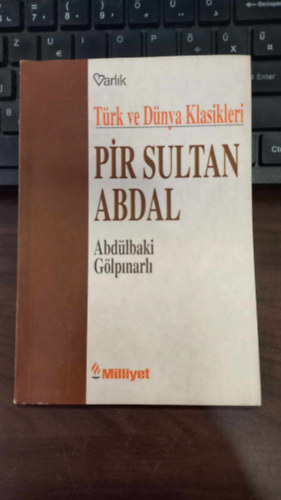 Varlık
Türk ve Dünya Klasikleri
PİR SULTAN
ABDAL
Abdülbaki
Gölpınarlı
Milliyet